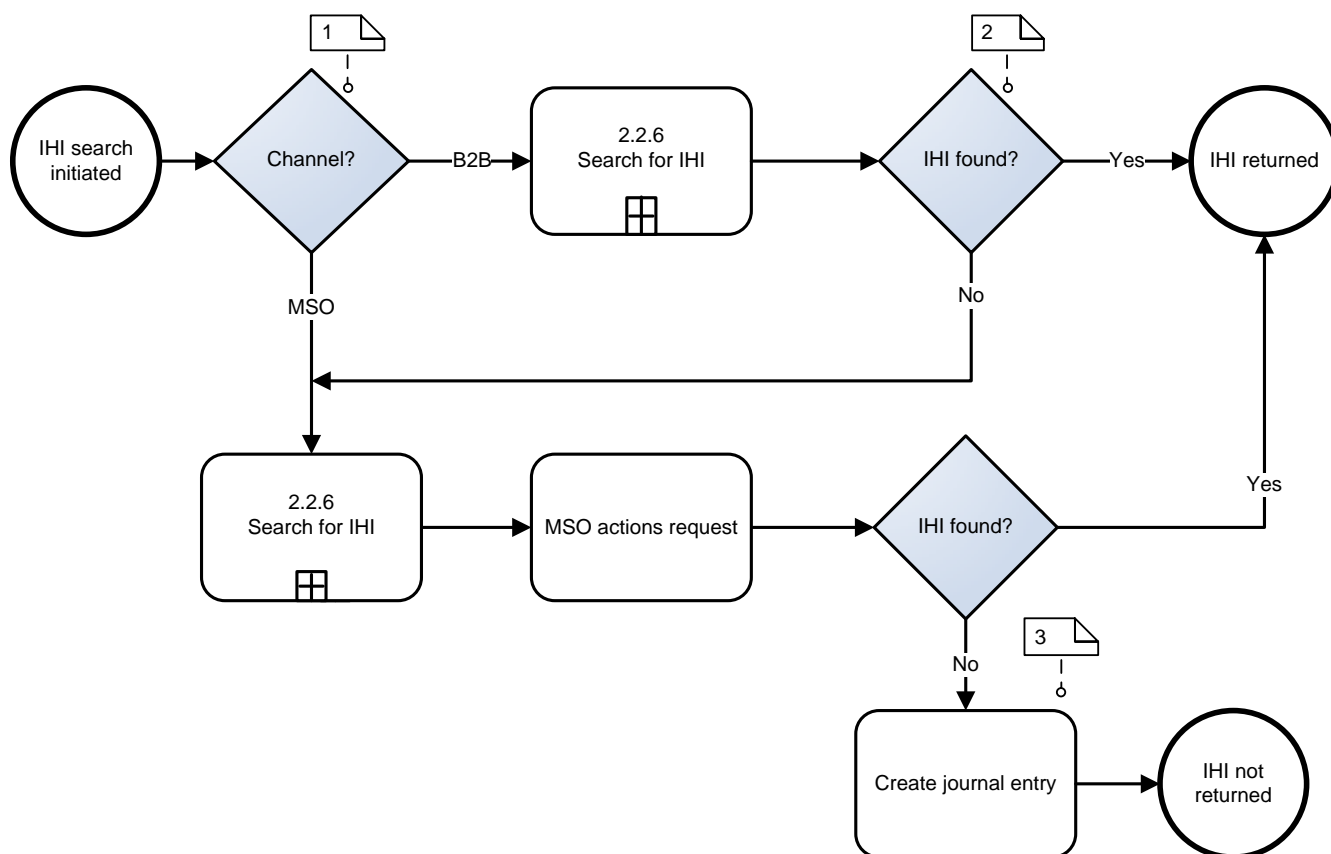 1
2
IHI search
initiated
Channel?
B2B
2.2.6
Search for IHI
IHI found?
Yes
IHI returned
MSO
No
2.2.6
Search for IHI
MSO actions request
IHI found?
Yes
3
No
Create journal entry
IHI not
returned